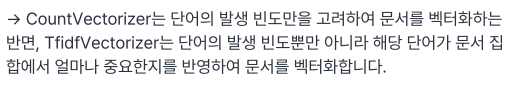 → CountVectorizer는 단어의 발생 빈도만을 고려하여 문서를 벡터화하는
반면, TfidfVectorizer는 단어의 발생 빈도뿐만 아니라 해당 단어가 문서 집
합에서 얼마나 중요한지를 반영하여 문서를 벡터화합니다.